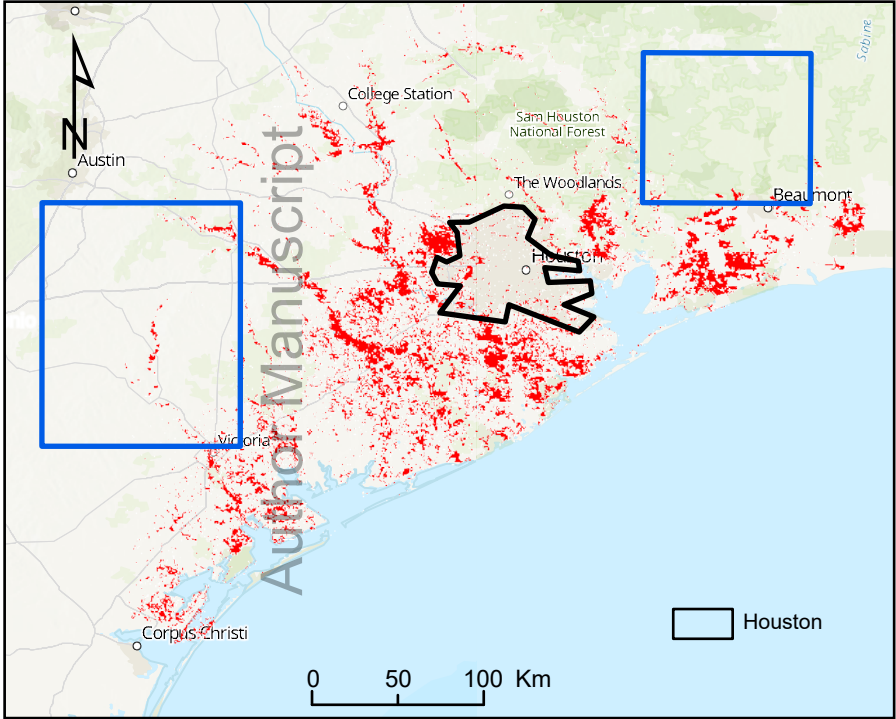 Sabine
College Station
Sam Houston
National Forest
N
Austin
The Woodlands
Beaumont
Houston
Author Manuscript
Victoria
Houston
Corpus Christi
0 50 100 Km